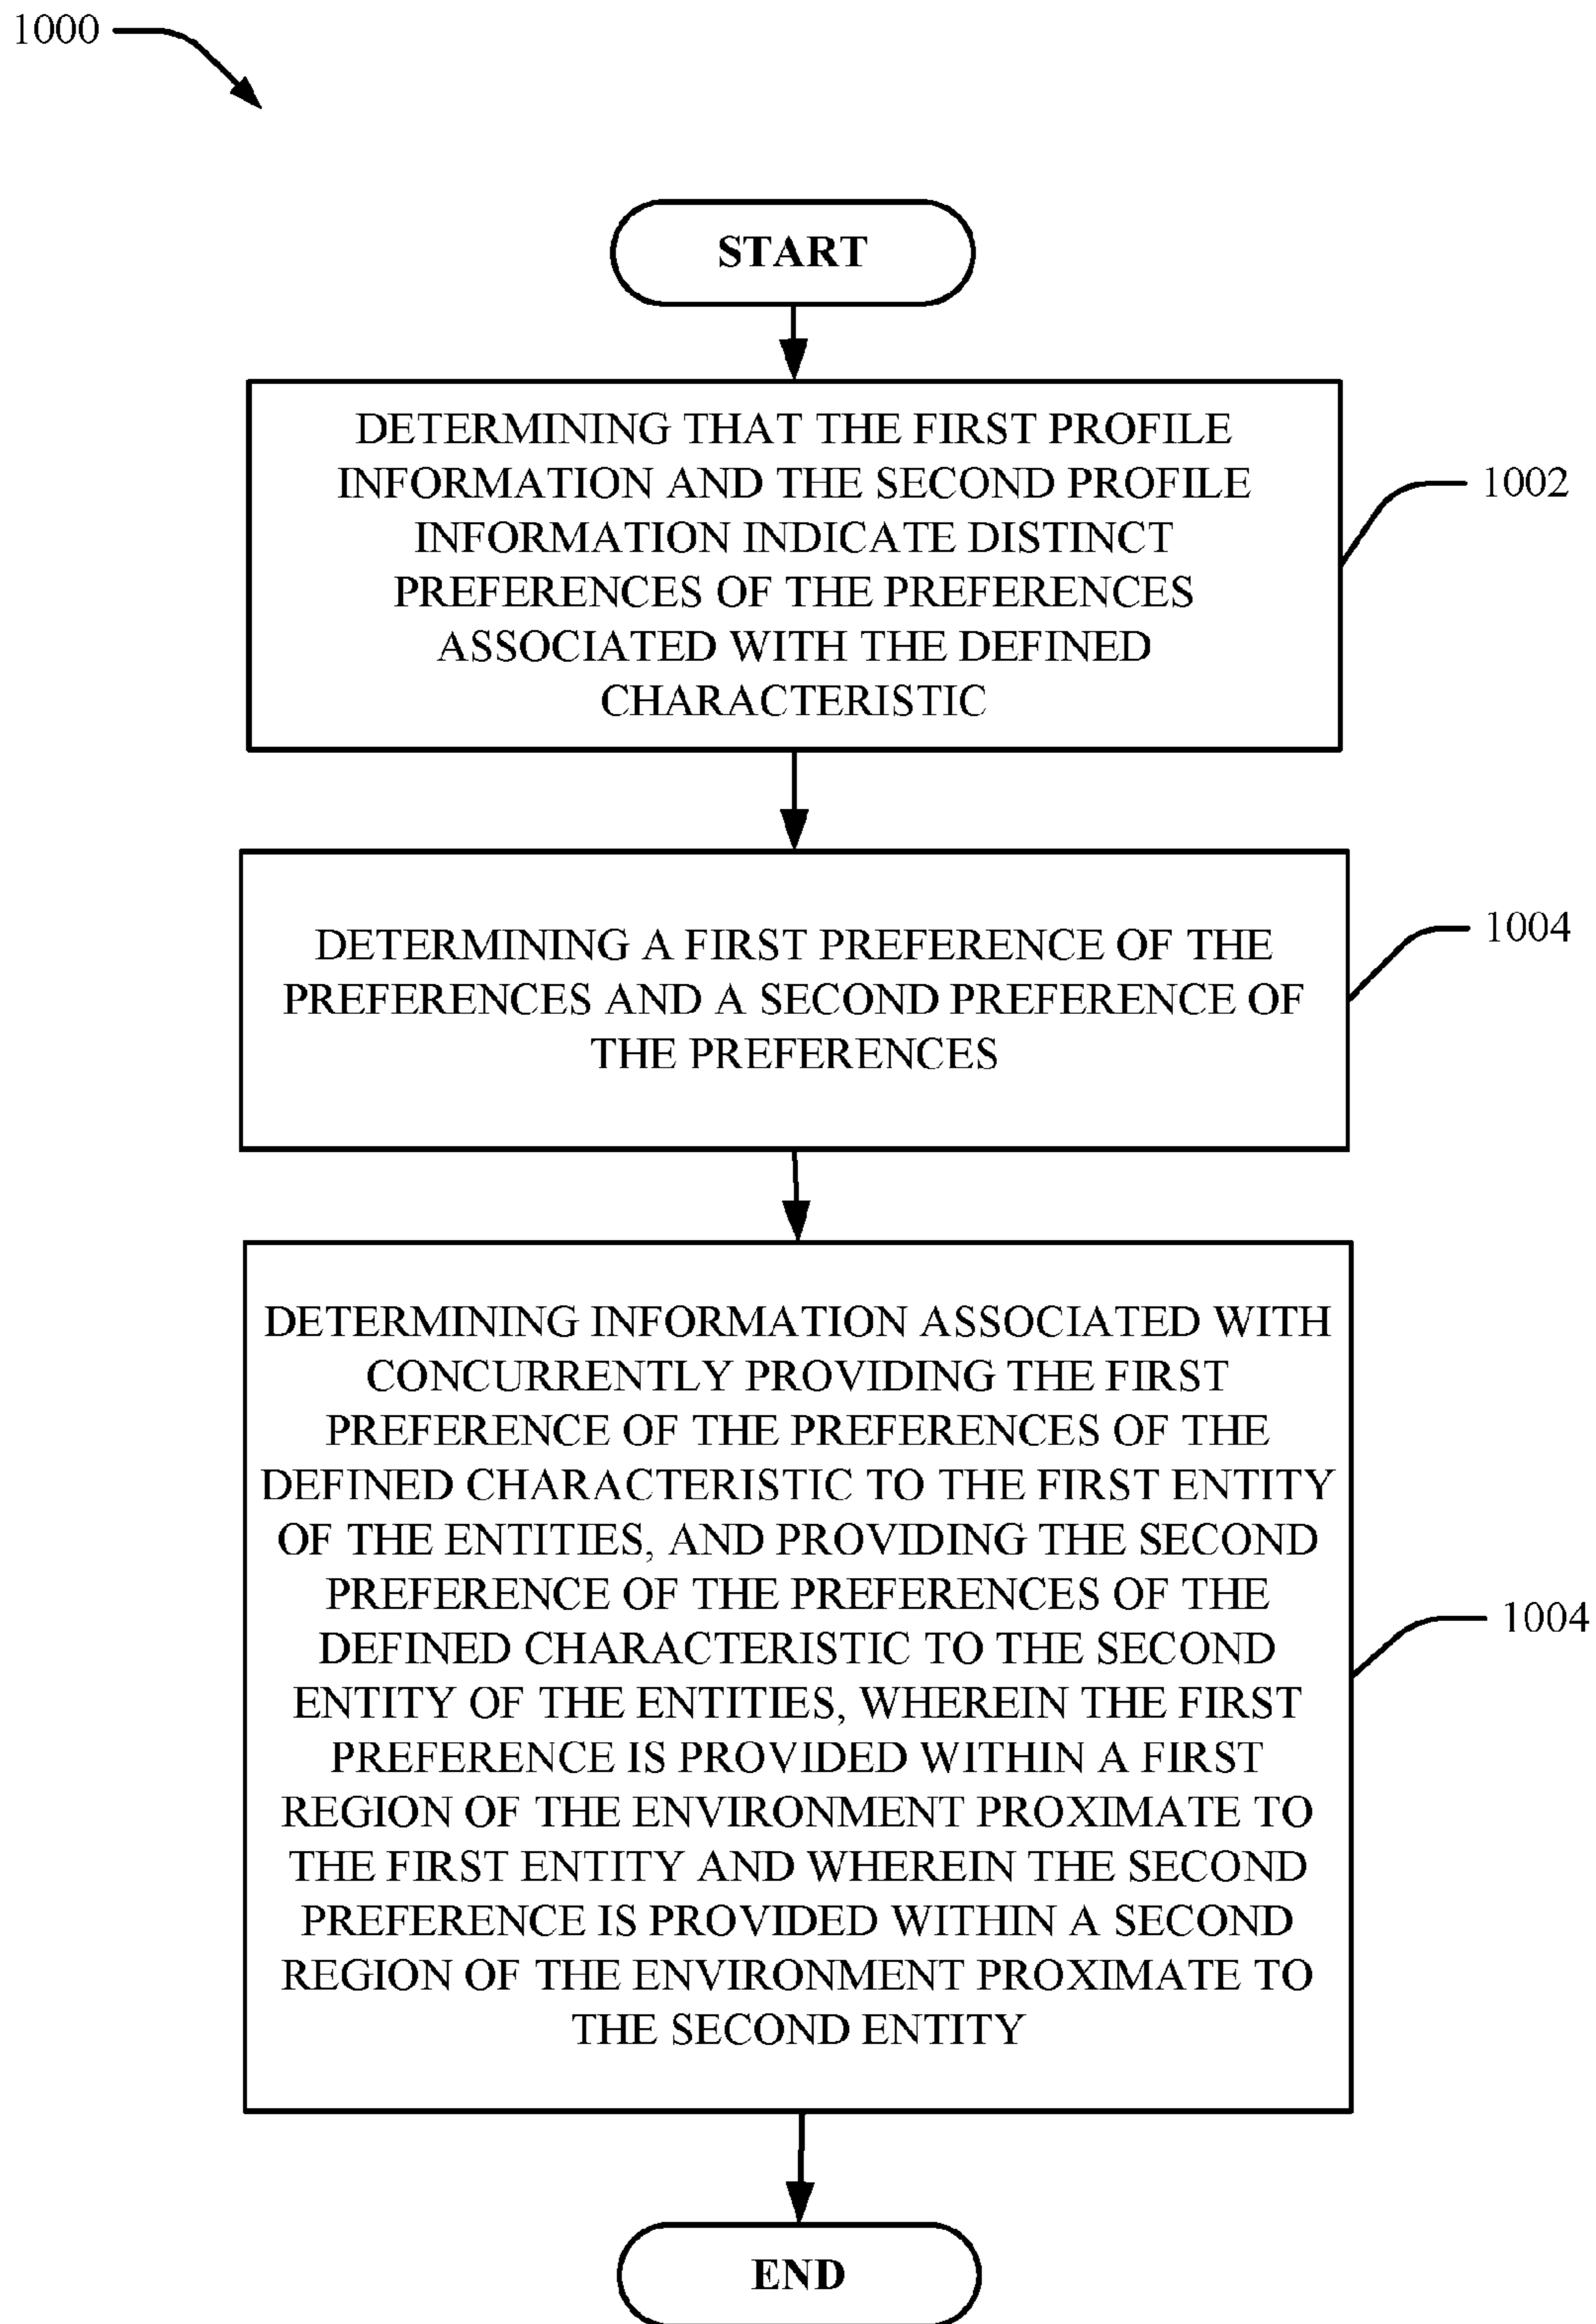 1000
START
DETERMINING THAT THE FIRST PROFILE
INFORMATION AND THE SECOND PROFILE
INFORMATION INDICATE DISTINCT
PREFERENCES OF THE PREFERENCES
ASSOCIATED WITH THE DEFINED
CHARACTERISTIC
1002
DETERMINING A FIRST PREFERENCE OF THE
PREFERENCES AND A SECOND PREFERENCE OF
THE PREFERENCES
1004
DETERMINING INFORMATION ASSOCIATED WITH
CONCURRENTLY PROVIDING THE FIRST
PREFERENCE OF THE PREFERENCES OF THE
DEFINED CHARACTERISTIC TO THE FIRST ENTITY
OF THE ENTITIES, AND PROVIDING THE SECOND
PREFERENCE OF THE PREFERENCES OF THE
DEFINED CHARACTERISTIC TO THE SECOND
ENTITY OF THE ENTITIES, WHEREIN THE FIRST
PREFERENCE IS PROVIDED WITHIN A FIRST
REGION OF THE ENVIRONMENT PROXIMATE TO
THE FIRST ENTITY AND WHEREIN THE SECOND
PREFERENCE IS PROVIDED WITHIN A SECOND
REGION OF THE ENVIRONMENT PROXIMATE TO
THE SECOND ENTITY
1004
END